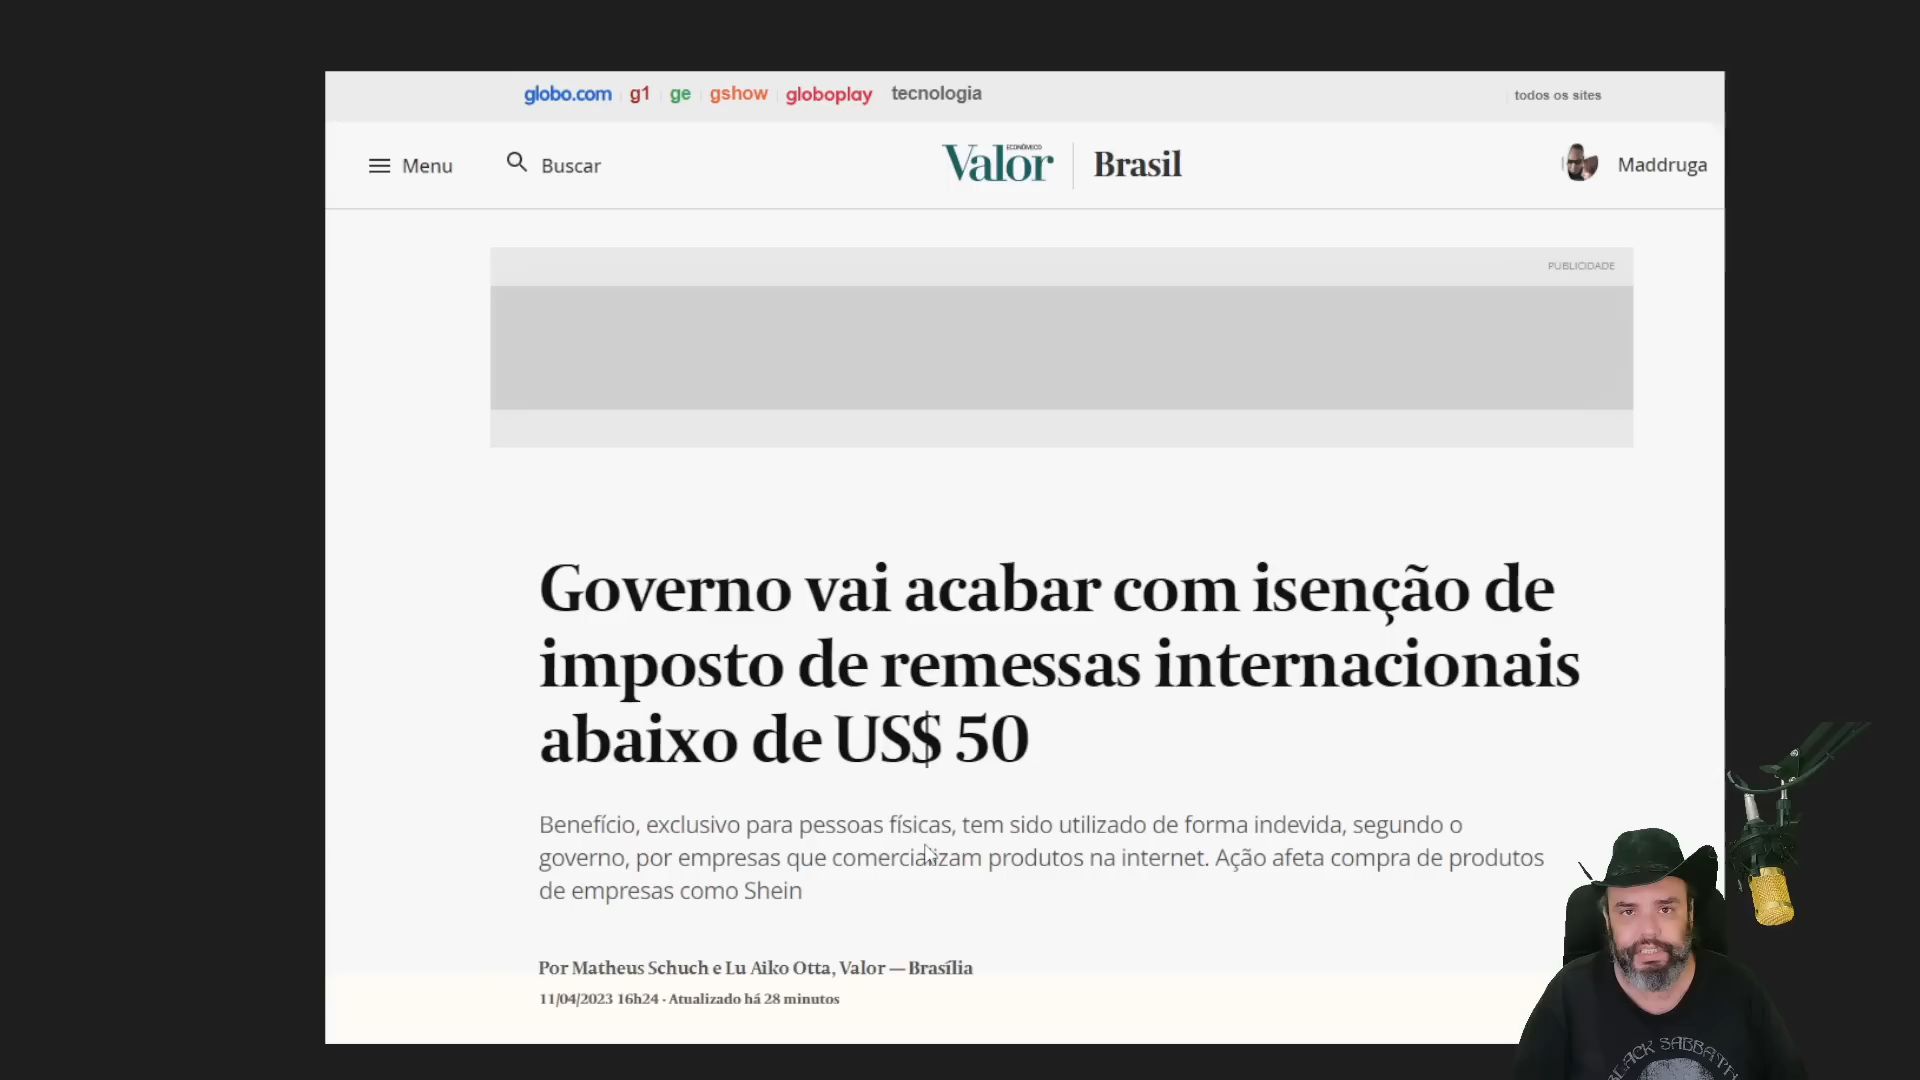 globo.com g1 ge gshow globoplay tecnologia todos os sites
Menu Buscar Valor ECONÔMICO Brasil Maddruga
PUBLICIDADE
Governo vai acabar com isenção de
imposto de remessas internacionais
abaixo de US$ 50
Benefício, exclusivo para pessoas físicas, tem sido utilizado de forma indevida, segundo o
governo, por empresas que comercializam produtos na internet. Ação afeta compra de produtos
de empresas como Shein
Por Matheus Schuch e Lu Aiko Otta, Valor — Brasília
11/04/2023 16h24 · Atualizado há 28 minutos
BLACK SABBATH